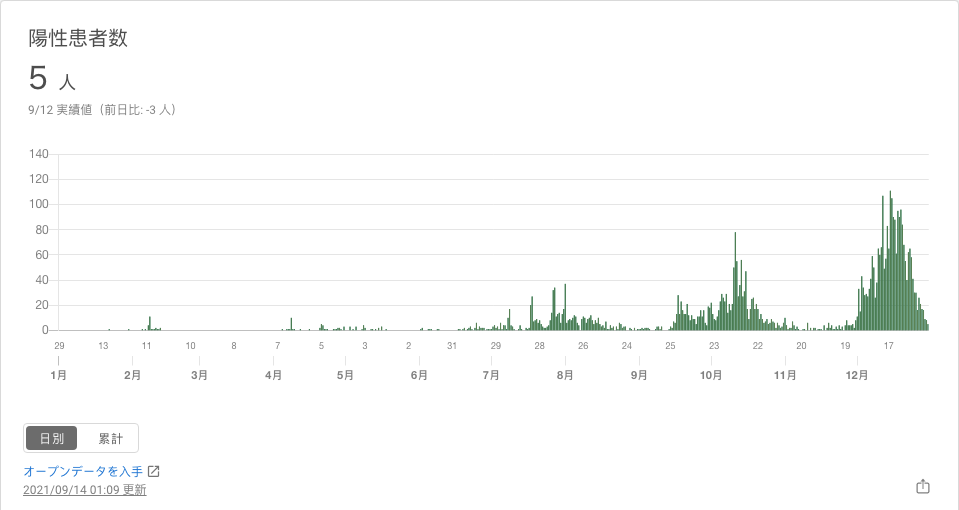 陽性患者数
5 人
9/12 実績値（前日比: -3 人）
140
120
100
80
60
40
20
0
29 13 11 10 8 7 5 3 2 31 29 28 26 24 25 23 22 20 19 17
1月 2月 3月 4月 5月 6月 7月 8月 9月 10月 11月 12月
日別 累計
オープンデータを入手
2021/09/14 01:09 更新